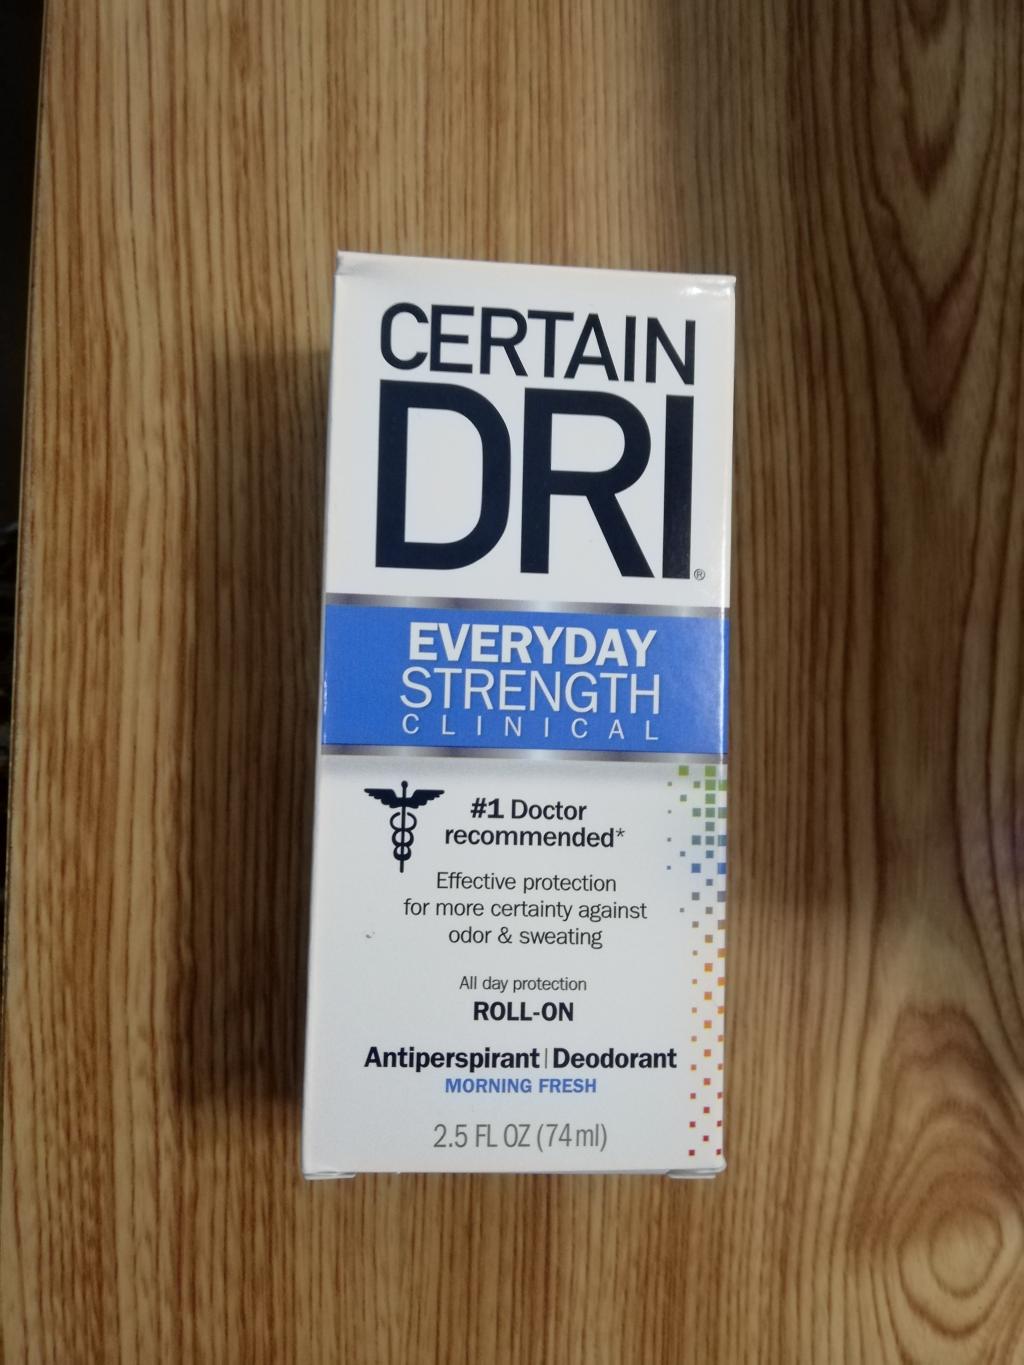 CERTAIN
DRI®
EVERYDAY
STRENGTH
CLINICAL
#1 Doctor
recommended*
Effective protection
for more certainty against
odor & sweating
All day protection
ROLL-ON
Antiperspirant | Deodorant
MORNING FRESH
2.5 FL OZ (74 ml)